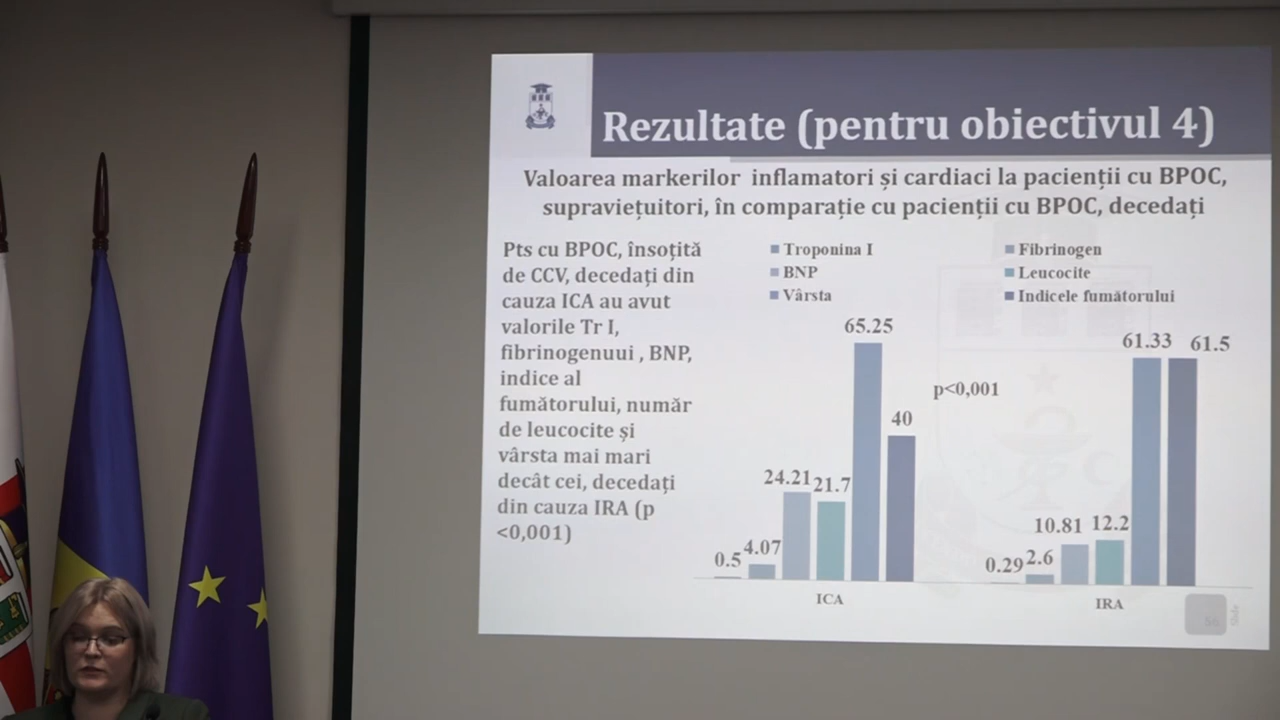 Rezultate (pentru obiectivul 4)
Valoarea markerilor inflamatori și cardiaci la pacienții cu BPOC,
supraviețuitori, în comparație cu pacienții cu BPOC, decedați
Pts cu BPOC, însoțită
de CCV, decedați din
cauza ICA au avut
valorile Tr I,
fibrinogenuui , BNP,
indice al
fumătorului, număr
de leucocite și
vârsta mai mari
decât cei, decedați
din cauza IRA (p
<0,001)
Troponina I
Fibrinogen
BNP
Leucocite
Vârsta
Indicele fumătorului
65.25
61.33
61.5
p<0,001
40
24.21
21.7
10.81
12.2
0.5
4.07
0.29
2.6
ICA
IRA